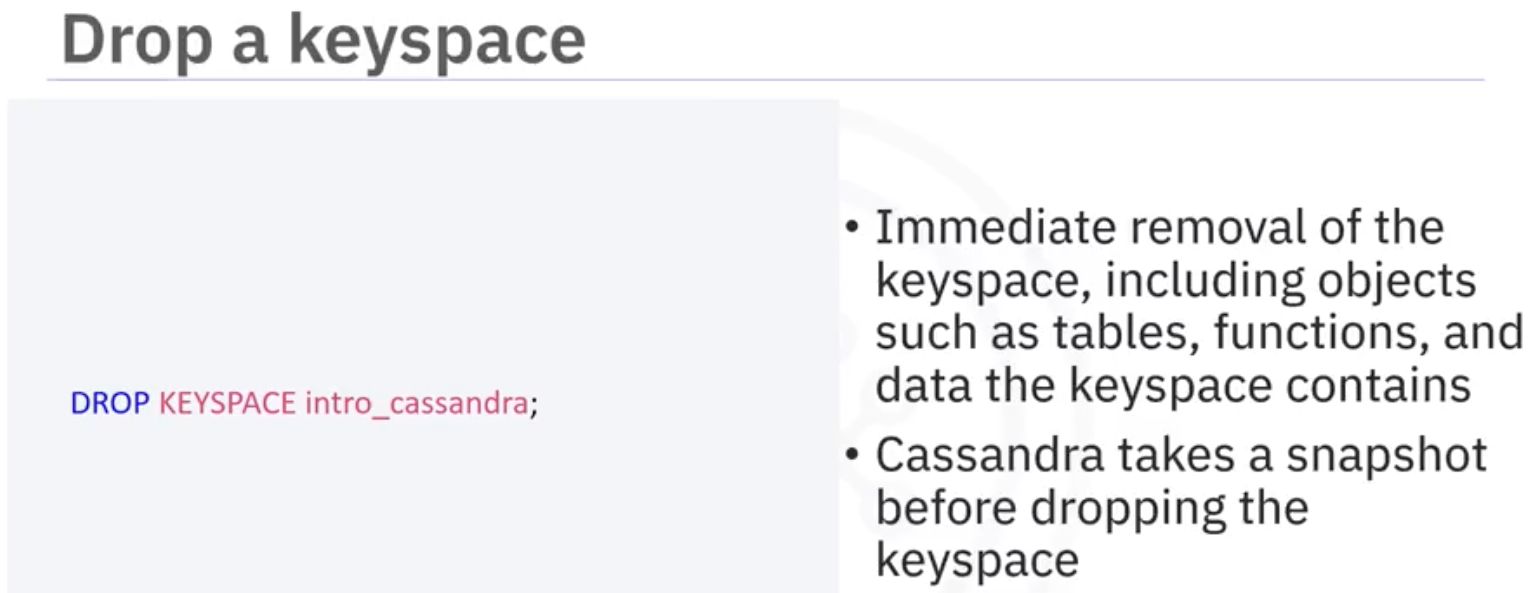 Drop a keyspace
DROP KEYSPACE intro_cassandra;
• Immediate removal of the
keyspace, including objects
such as tables, functions, and
data the keyspace contains
• Cassandra takes a snapshot
before dropping the
keyspace